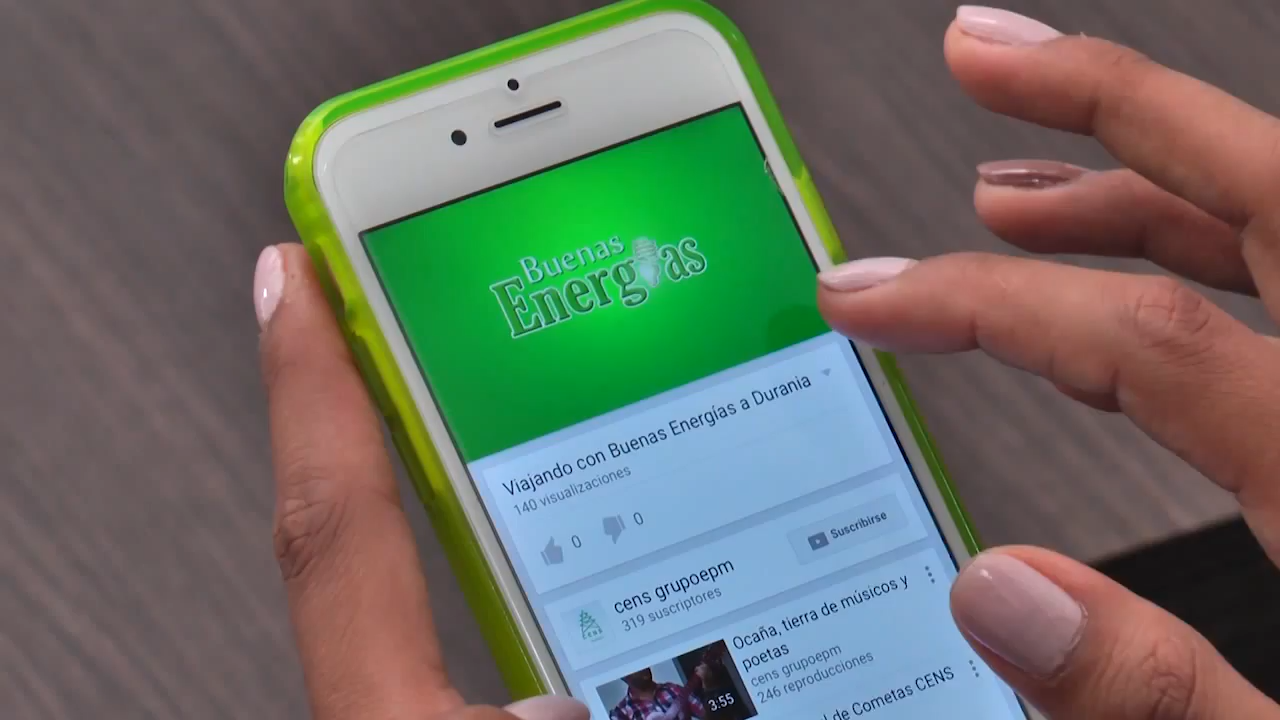 Buenas
Energías
Viajando con Buenas Energías a Durania
140 visualizaciones
0 0
Suscribirse
cens grupoepm
319 suscriptores
cens
Ocaña, tierra de músicos y
poetas
cens grupoepm
246 reproducciones
3:55
l de Cometas CENS